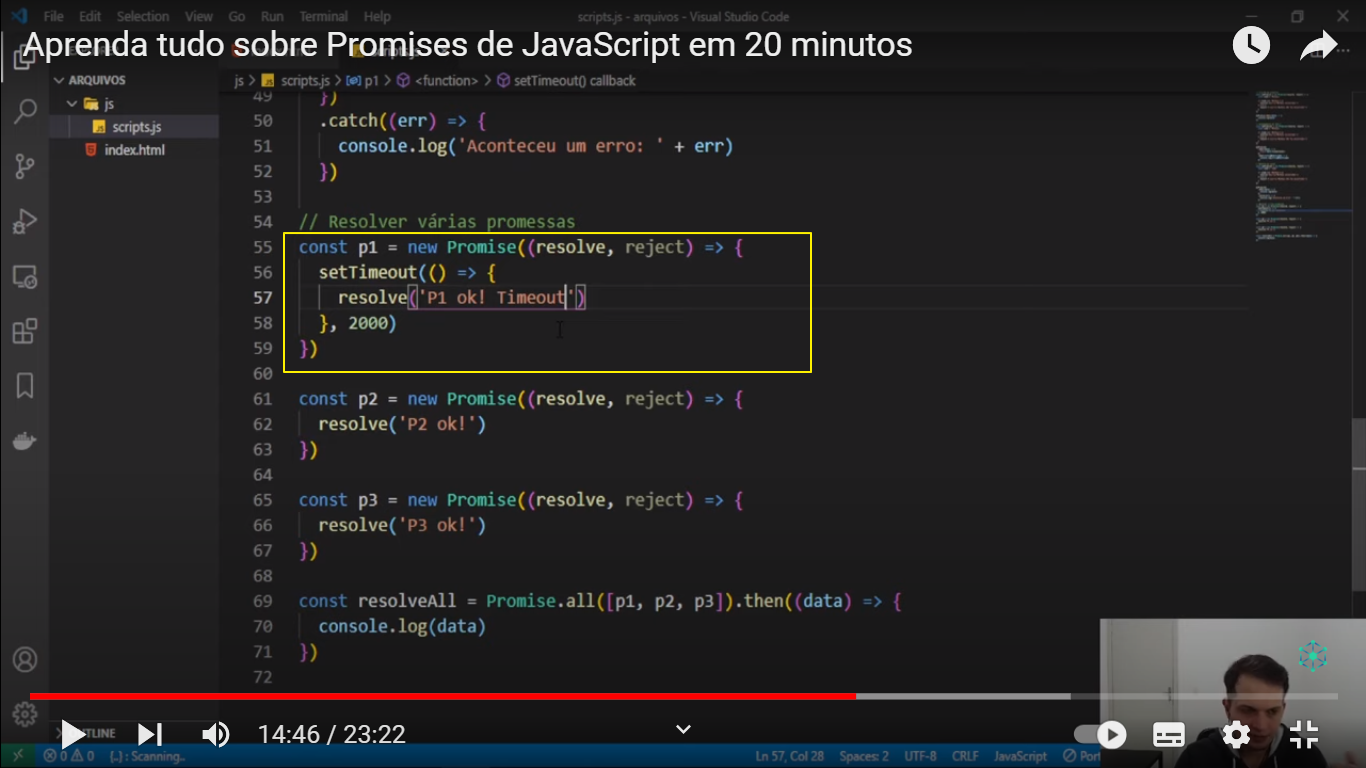 File Edit Selection View Go Run Terminal Help
scripts.js - arquivos - Visual Studio Code
Aprenda tudo sobre Promises de JavaScript em 20 minutos
ARQUIVOS
js
scripts.js
index.html
js > scripts.js > p1 > <function> > setTimeout() callback
49 })
50 .catch((err) => {
51 console.log('Aconteceu um erro: ' + err)
52 })
53
54 // Resolver várias promessas
55 const p1 = new Promise((resolve, reject) => {
56 setTimeout(() => {
57 resolve('P1 ok! Timeout')
58 }, 2000)
59 })
60
61 const p2 = new Promise((resolve, reject) => {
62 resolve('P2 ok!')
63 })
64
65 const p3 = new Promise((resolve, reject) => {
66 resolve('P3 ok!')
67 })
68
69 const resolveAll = Promise.all([p1, p2, p3]).then((data) => {
70 console.log(data)
71 })
72
14:46 / 23:22
0 0 {..}: Scanning..
Ln 57, Col 28 Spaces: 2 UTF-8 CRLF JavaScript